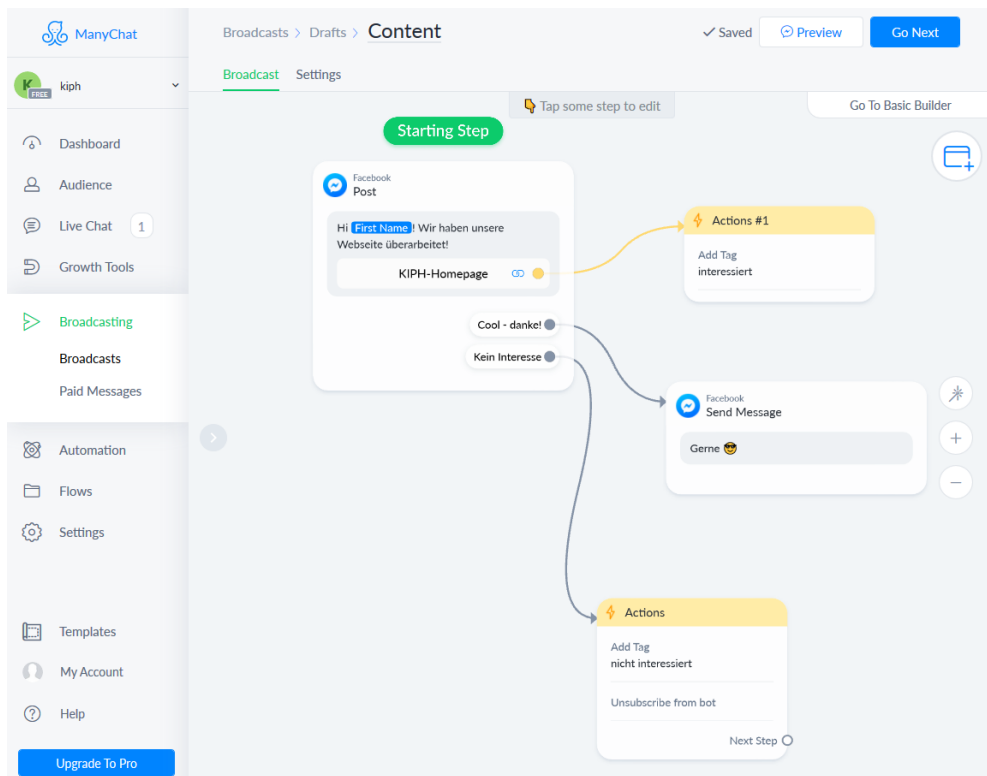 ManyChat
K
FREE
kiph
Dashboard
Audience
Live Chat 1
Growth Tools
Broadcasting
Broadcasts
Paid Messages
Automation
Flows
Settings
Templates
My Account
Help
Upgrade To Pro
Broadcasts > Drafts > Content
Saved
Preview
Go Next
Broadcast Settings
Tap some step to edit
Go To Basic Builder
Starting Step
Facebook
Post
Hi First Name ! Wir haben unsere
Webseite überarbeitet!
KIPH-Homepage
Cool - danke!
Kein Interesse
Actions #1
Add Tag
interessiert
Facebook
Send Message
Gerne 😎
Actions
Add Tag
nicht interessiert
Unsubscribe from bot
Next Step